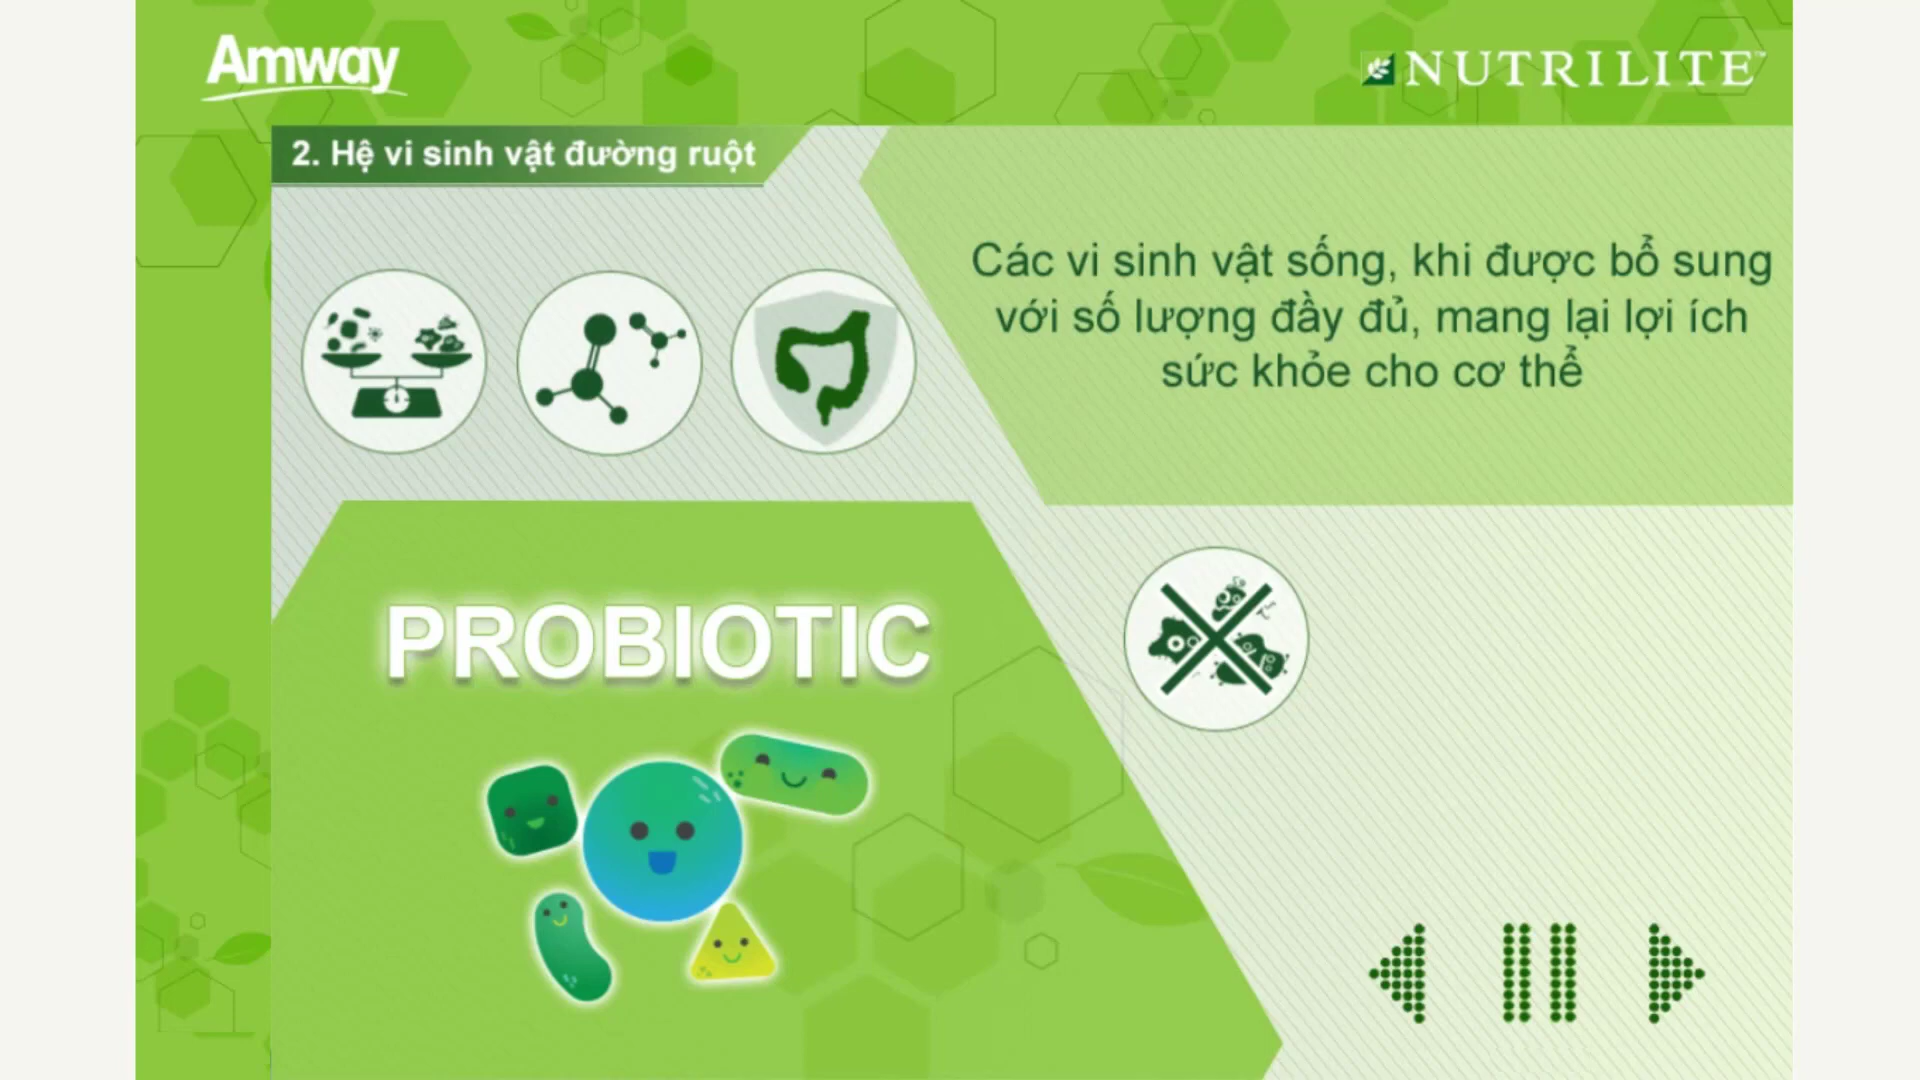 Amway
NUTRILITE™
2. Hệ vi sinh vật đường ruột
Các vi sinh vật sống, khi được bổ sung
với số lượng đầy đủ, mang lại lợi ích
sức khỏe cho cơ thể
PROBIOTIC